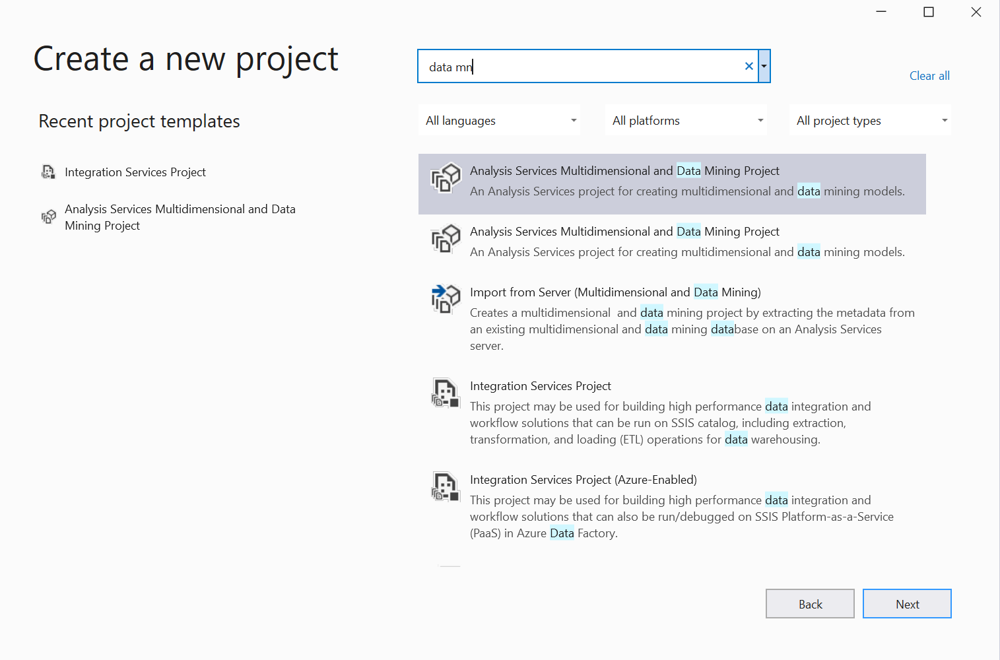 Create a new project
data mn
Clear all
Recent project templates
All languages
All platforms
All project types
Integration Services Project
Analysis Services Multidimensional and Data
Mining Project
Analysis Services Multidimensional and Data Mining Project
An Analysis Services project for creating multidimensional and data mining models.
Analysis Services Multidimensional and Data Mining Project
An Analysis Services project for creating multidimensional and data mining models.
Import from Server (Multidimensional and Data Mining)
Creates a multidimensional  and data mining project by extracting the metadata from
an existing multidimensional and data mining database on an Analysis Services
server.
Integration Services Project
This project may be used for building high performance data integration and
workflow solutions that can be run on SSIS catalog, including extraction,
transformation, and loading (ETL) operations for data warehousing.
Integration Services Project (Azure-Enabled)
This project may be used for building high performance data integration and
workflow solutions that can also be run/debugged on SSIS Platform-as-a-Service
(PaaS) in Azure Data Factory.
Back
Next